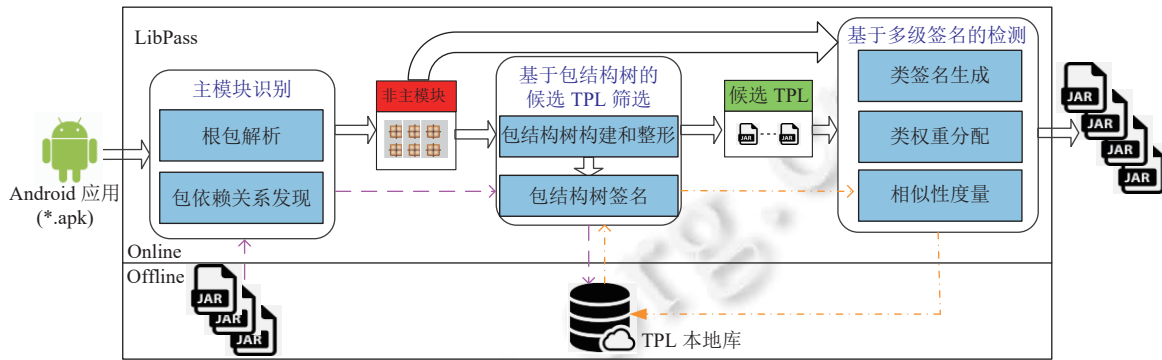 LibPass
主模块识别
根包解析
包依赖关系发现
非主模块
基于包结构树的
候选 TPL 筛选
包结构树构建和整形
包结构树签名
候选 TPL
JAR
JAR
基于多级签名的检测
类签名生成
类权重分配
相似性度量
JAR
JAR
JAR
JAR
Android 应用
(*.apk)
Online
Offline
JAR
JAR
JAR
TPL 本地库
rg.c